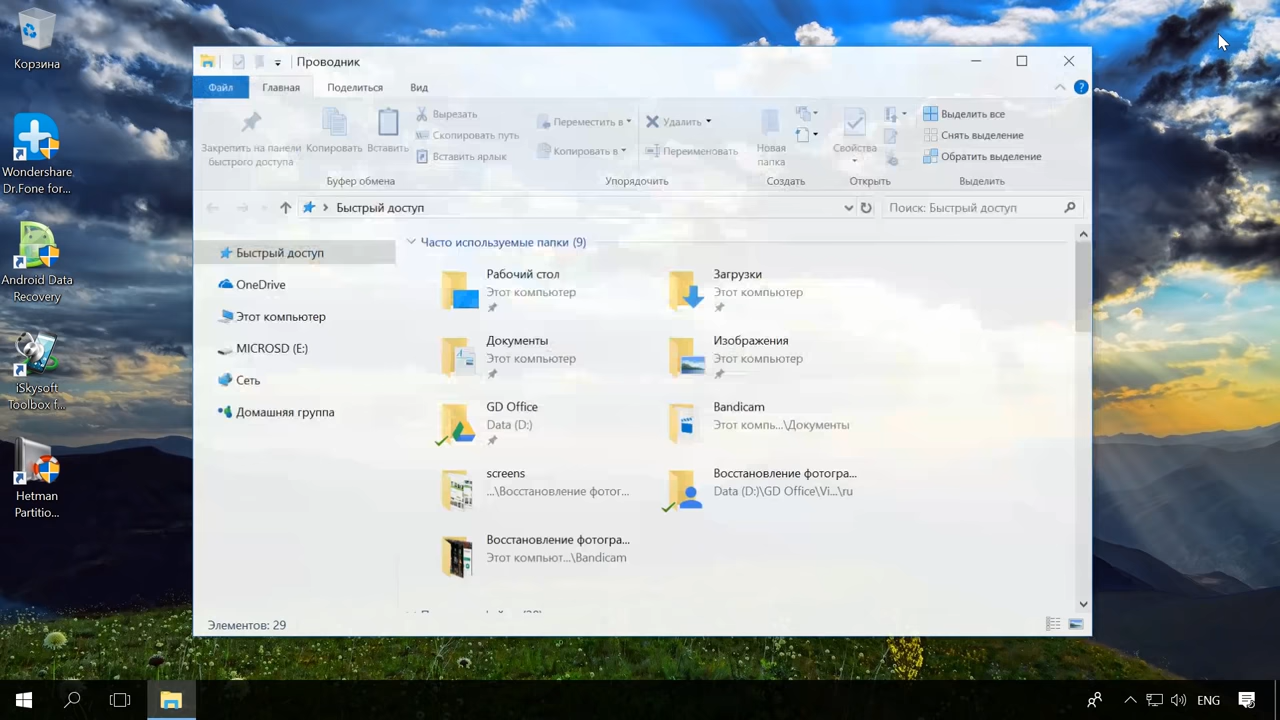 Корзина
Wondershare
Dr.Fone for...
Android Data
Recovery
iSkysoft
Toolbox f...
Hetman
Partitio...
Проводник
Файл
Главная
Поделиться
Вид
Закрепить на панели
быстрого доступа
Копировать
Вставить
Вырезать
Скопировать путь
Вставить ярлык
Буфер обмена
Переместить в
Копировать в
Удалить
Переименовать
Упорядочить
Новая
папка
Создать
Свойства
Открыть
Выделить все
Снять выделение
Обратить выделение
Выделить
Быстрый доступ
Поиск: Быстрый доступ
Быстрый доступ
OneDrive
Этот компьютер
MICROSD (E:)
Сеть
Домашняя группа
Часто используемые папки (9)
Рабочий стол
Этот компьютер
Загрузки
Этот компьютер
Документы
Этот компьютер
Изображения
Этот компьютер
GD Office
Data (D:)
Bandicam
Этот компь...\Документы
screens
...\Восстановление фотог...
Восстановление фотогра...
Data (D:)\GD Office\Vi...\ru
Восстановление фотогра...
Этот компьют...\Bandicam
Элементов: 29
ENG